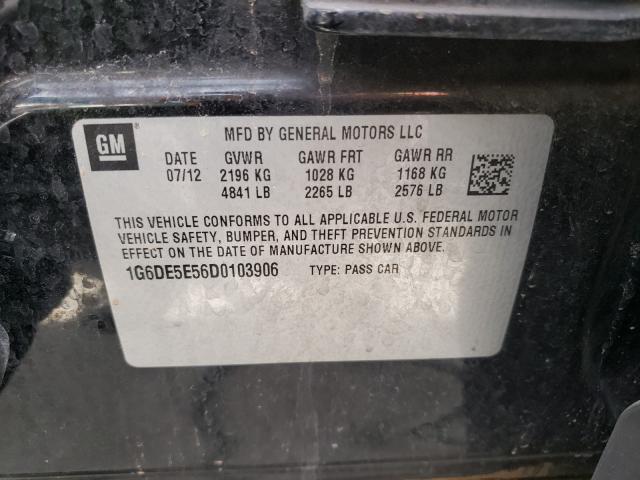 GM
MFD BY GENERAL MOTORS LLC
DATE GVWR GAWR FRT GAWR RR
07/12 2196 KG 1028 KG 1168 KG
4841 LB 2265 LB 2576 LB
THIS VEHICLE CONFORMS TO ALL APPLICABLE U.S. FEDERAL MOTOR
VEHICLE SAFETY, BUMPER, AND THEFT PREVENTION STANDARDS IN
EFFECT ON THE DATE OF MANUFACTURE SHOWN ABOVE.
1G6DE5E56D0103906 TYPE: PASS CAR